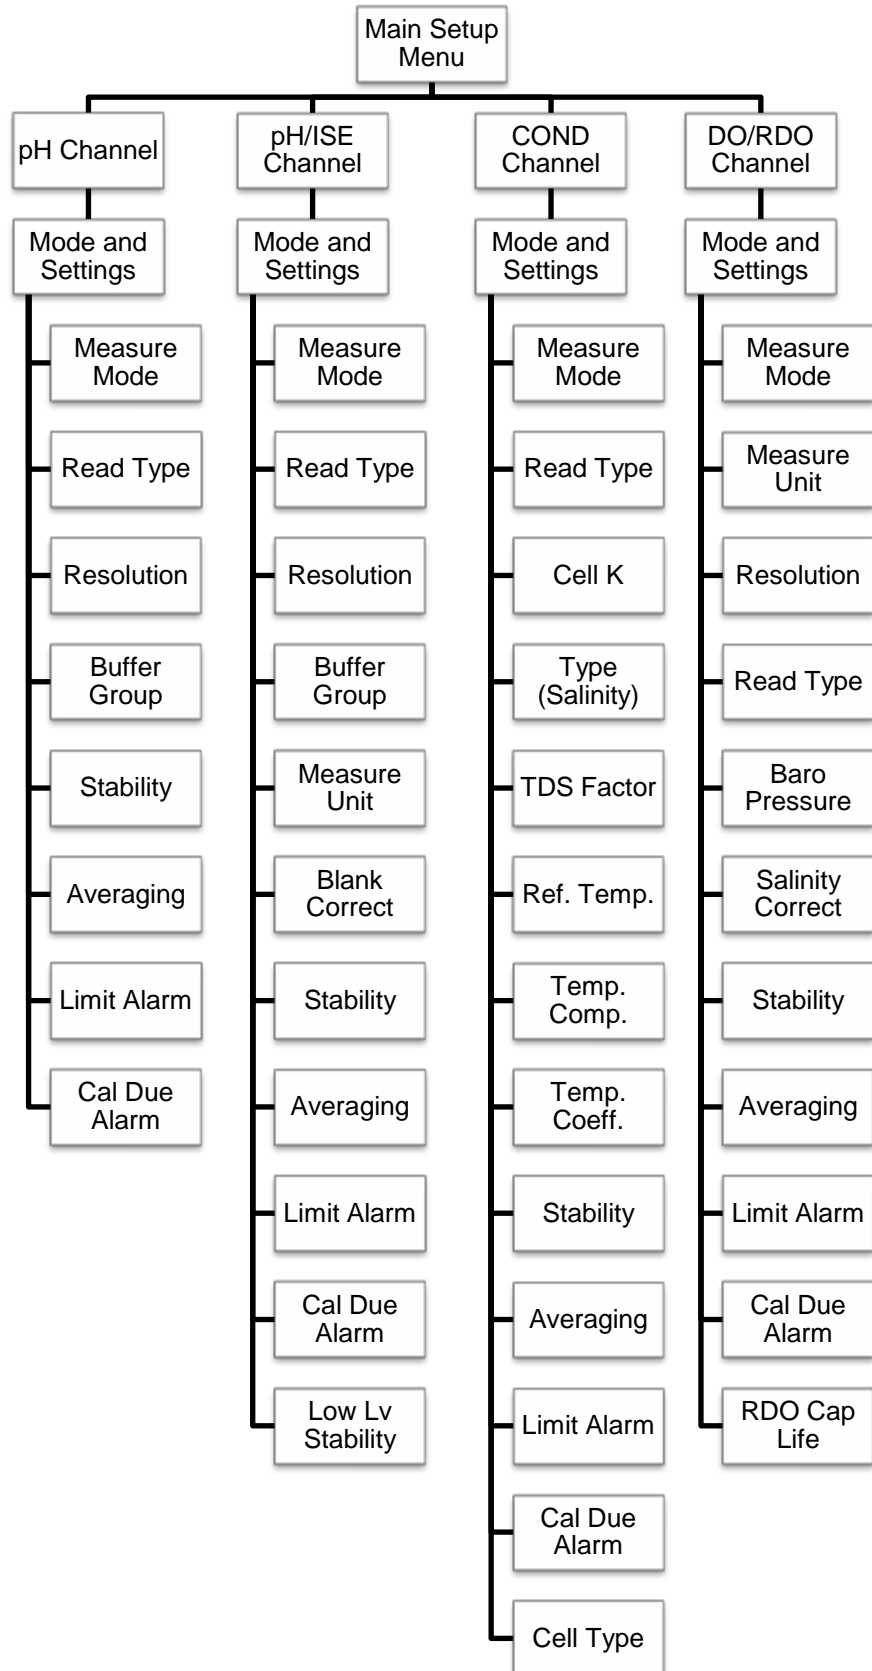 Main Setup
Menu
pH Channel
pH/ISE
Channel
COND
Channel
DO/RDO
Channel
Mode and
Settings
Mode and
Settings
Mode and
Settings
Mode and
Settings
Measure
Mode
Read Type
Resolution
Buffer
Group
Stability
Averaging
Limit Alarm
Cal Due
Alarm
Measure
Mode
Read Type
Resolution
Buffer
Group
Measure
Unit
Blank
Correct
Stability
Averaging
Limit Alarm
Cal Due
Alarm
Low Lv
Stability
Measure
Mode
Read Type
Cell K
Type
(Salinity)
TDS Factor
Ref. Temp.
Temp.
Comp.
Temp.
Coeff.
Stability
Averaging
Limit Alarm
Cal Due
Alarm
Cell Type
Measure
Mode
Measure
Unit
Resolution
Read Type
Baro
Pressure
Salinity
Correct
Stability
Averaging
Limit Alarm
Cal Due
Alarm
RDO Cap
Life